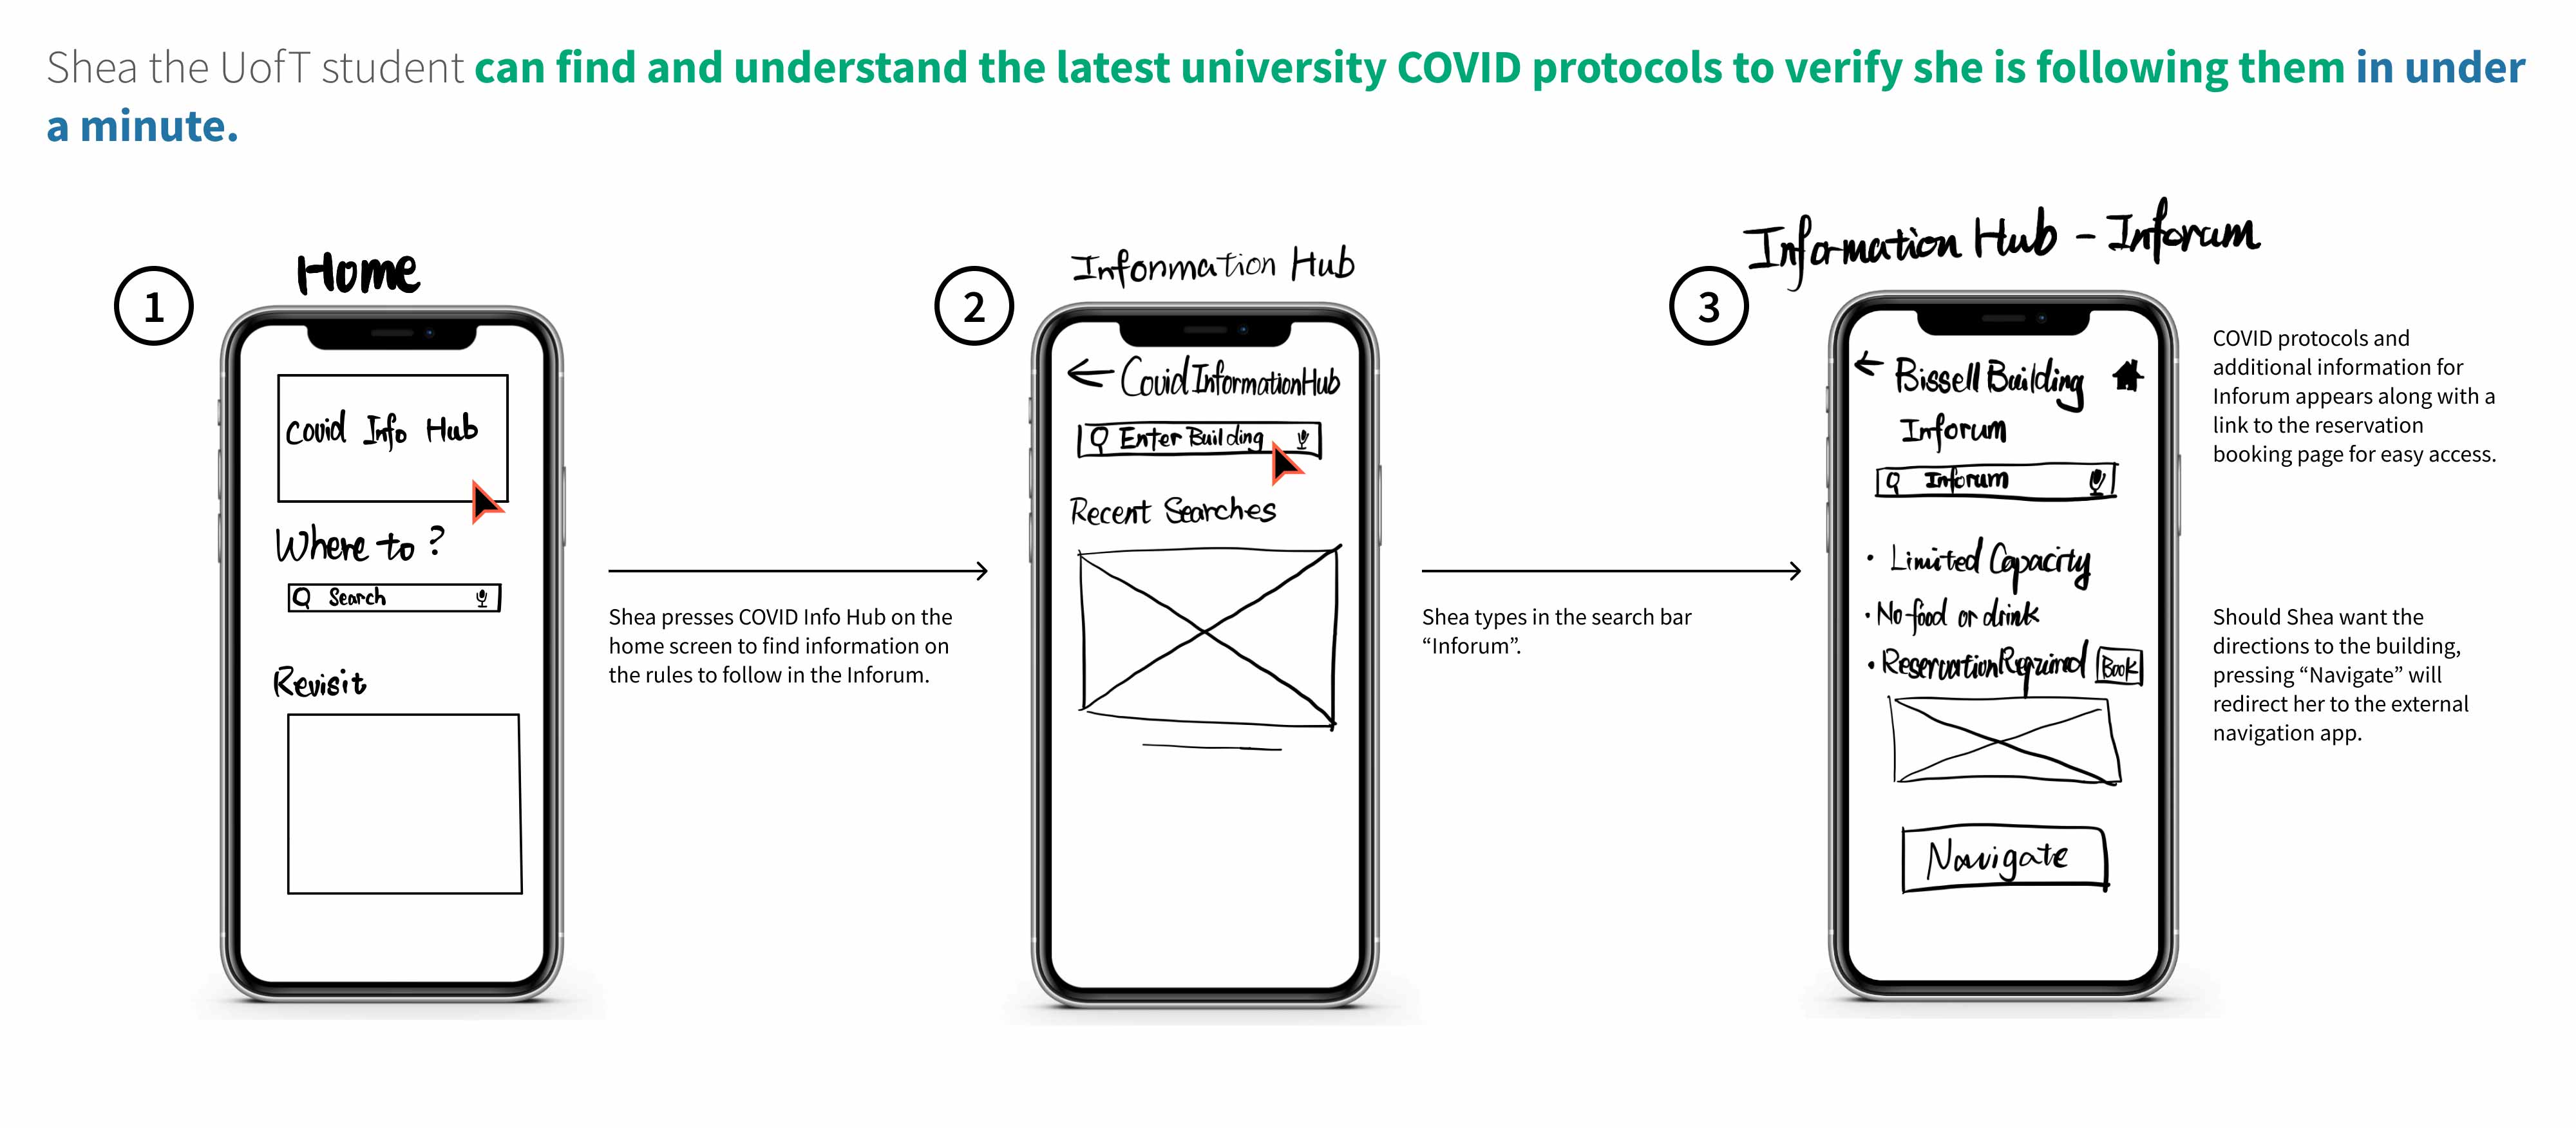 Shea the UofT student can find and understand the latest university COVID protocols to verify she is following them in under
a minute.
1
Home
Covid Info Hub
Where to?
Search
Revisit
Shea presses COVID Info Hub on the
home screen to find information on
the rules to follow in the Inforum.
2
Information Hub
Covid Information Hub
Enter Building
Recent Searches
Shea types in the search bar
“Inforum”.
3
Information Hub - Inforum
Bissell Building
Inforum
Inforum
• Limited Capacity
• No food or drink
• Reservation Required Book
Navigate
COVID protocols and
additional information for
Inforum appears along with a
link to the reservation
booking page for easy access.
Should Shea want the
directions to the building,
pressing “Navigate” will
redirect her to the external
navigation app.